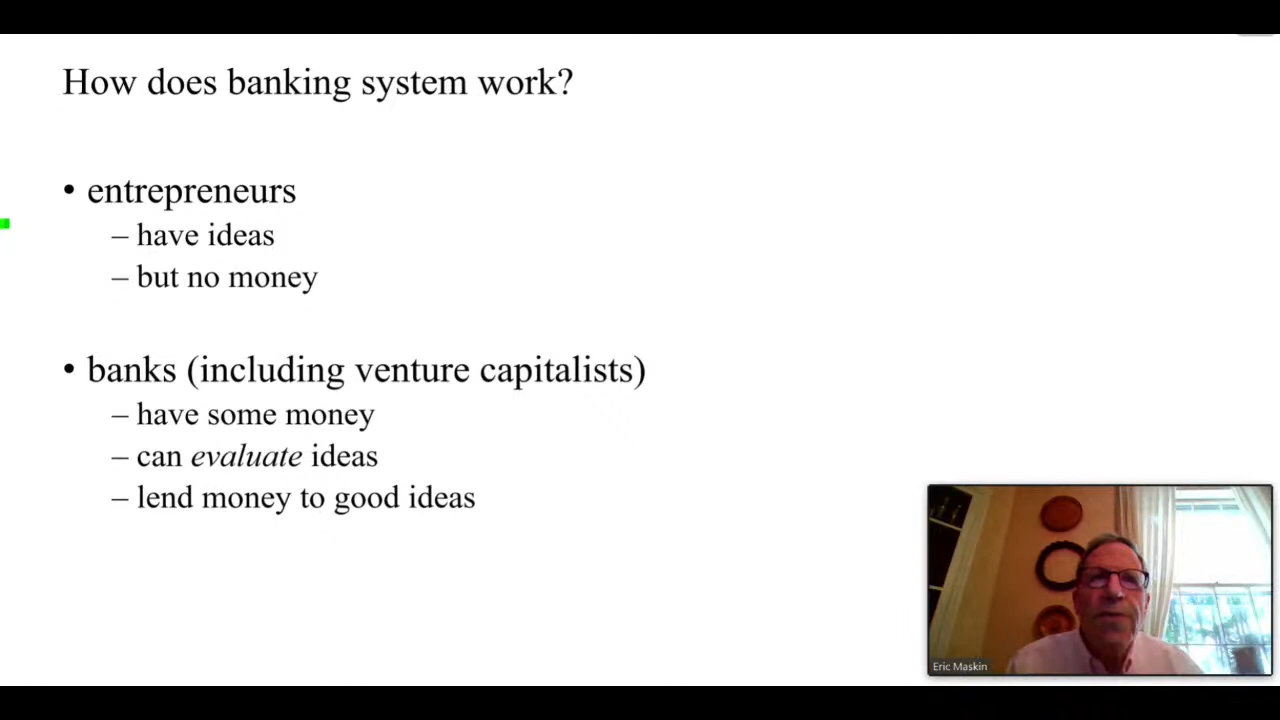 How does banking system work?
• entrepreneurs
– have ideas
– but no money
• banks (including venture capitalists)
– have some money
– can evaluate ideas
– lend money to good ideas
Eric Maskin